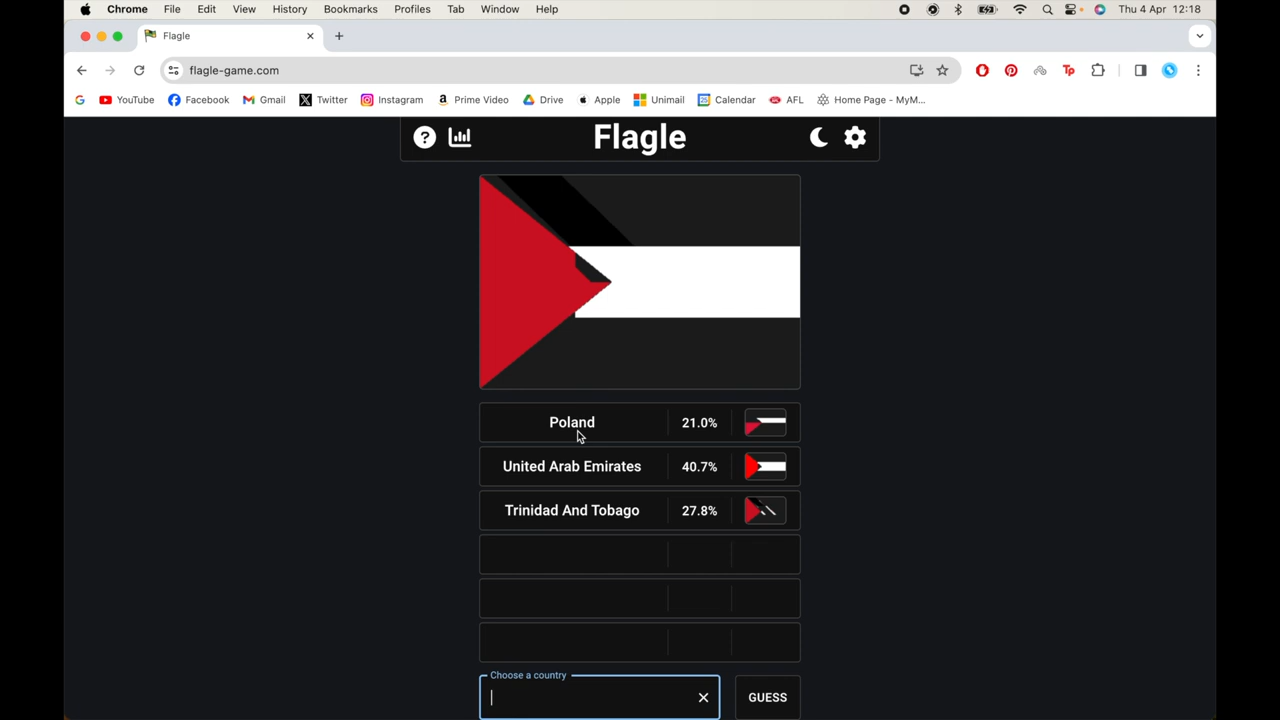 Chrome File Edit View History Bookmarks Profiles Tab Window Help Thu 4 Apr 12:18
Flagle
flagle-game.com
YouTube Facebook Gmail Twitter Instagram Prime Video Drive Apple Unimail Calendar AFL Home Page - MyM...
Flagle
Poland 21.0%
United Arab Emirates 40.7%
Trinidad And Tobago 27.8%
Choose a country
GUESS